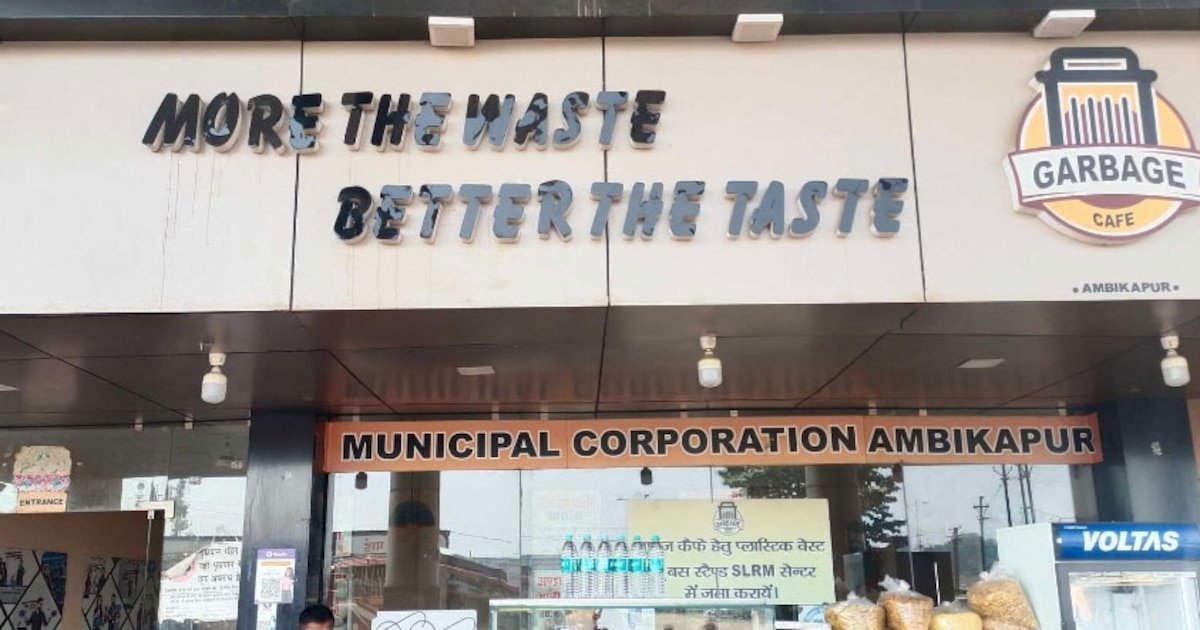 MORE THE WASTE
BETTER THE TASTE
GARBAGE
CAFE
• AMBIKAPUR •
MUNICIPAL CORPORATION AMBIKAPUR
ENTRANCE
कैफे हेतु प्लास्टिक वेस्ट
बस स्टैण्ड SLRM सेन्टर
में जमा करायें।
VOLTAS